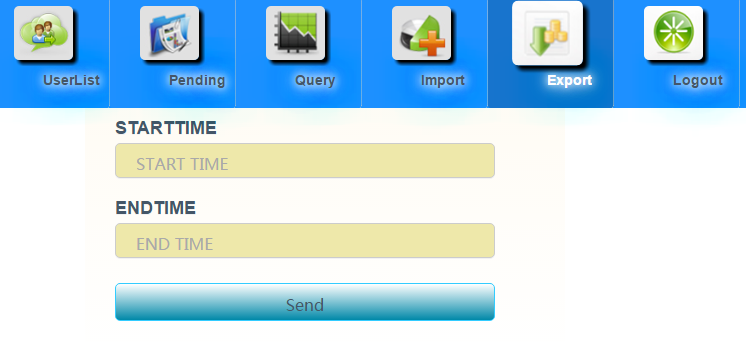 UserList Pending Query Import Export Logout
STARTTIME
START TIME
ENDTIME
END TIME
Send